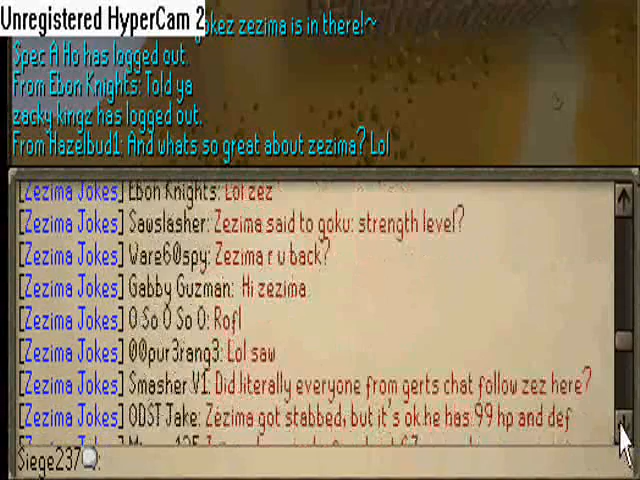 Unregistered HyperCam 2
okez zezima is in there!~
Spec A Ho has logged out.
From Ebon Knights: Told ya
zacky kingz has logged out.
From Hazelbud1: And whats so great about zezima? Lol
[Zezima Jokes] Ebon Knights: Lol zez
[Zezima Jokes] Sawslasher: Zezima said to goku: strength level?
[Zezima Jokes] Ware60spy: Zezima r u back?
[Zezima Jokes] Gabby Guzman: Hi zezima
[Zezima Jokes] O So O So O: Rofl
[Zezima Jokes] 00pur3rang3: Lol saw
[Zezima Jokes] Smasher V1: Did literally everyone from gerts chat follow zez here?
[Zezima Jokes] ODST Jake: Zezima got stabbed, but it's ok he has 99 hp and def
[Zezima Jokes]
Siege237: